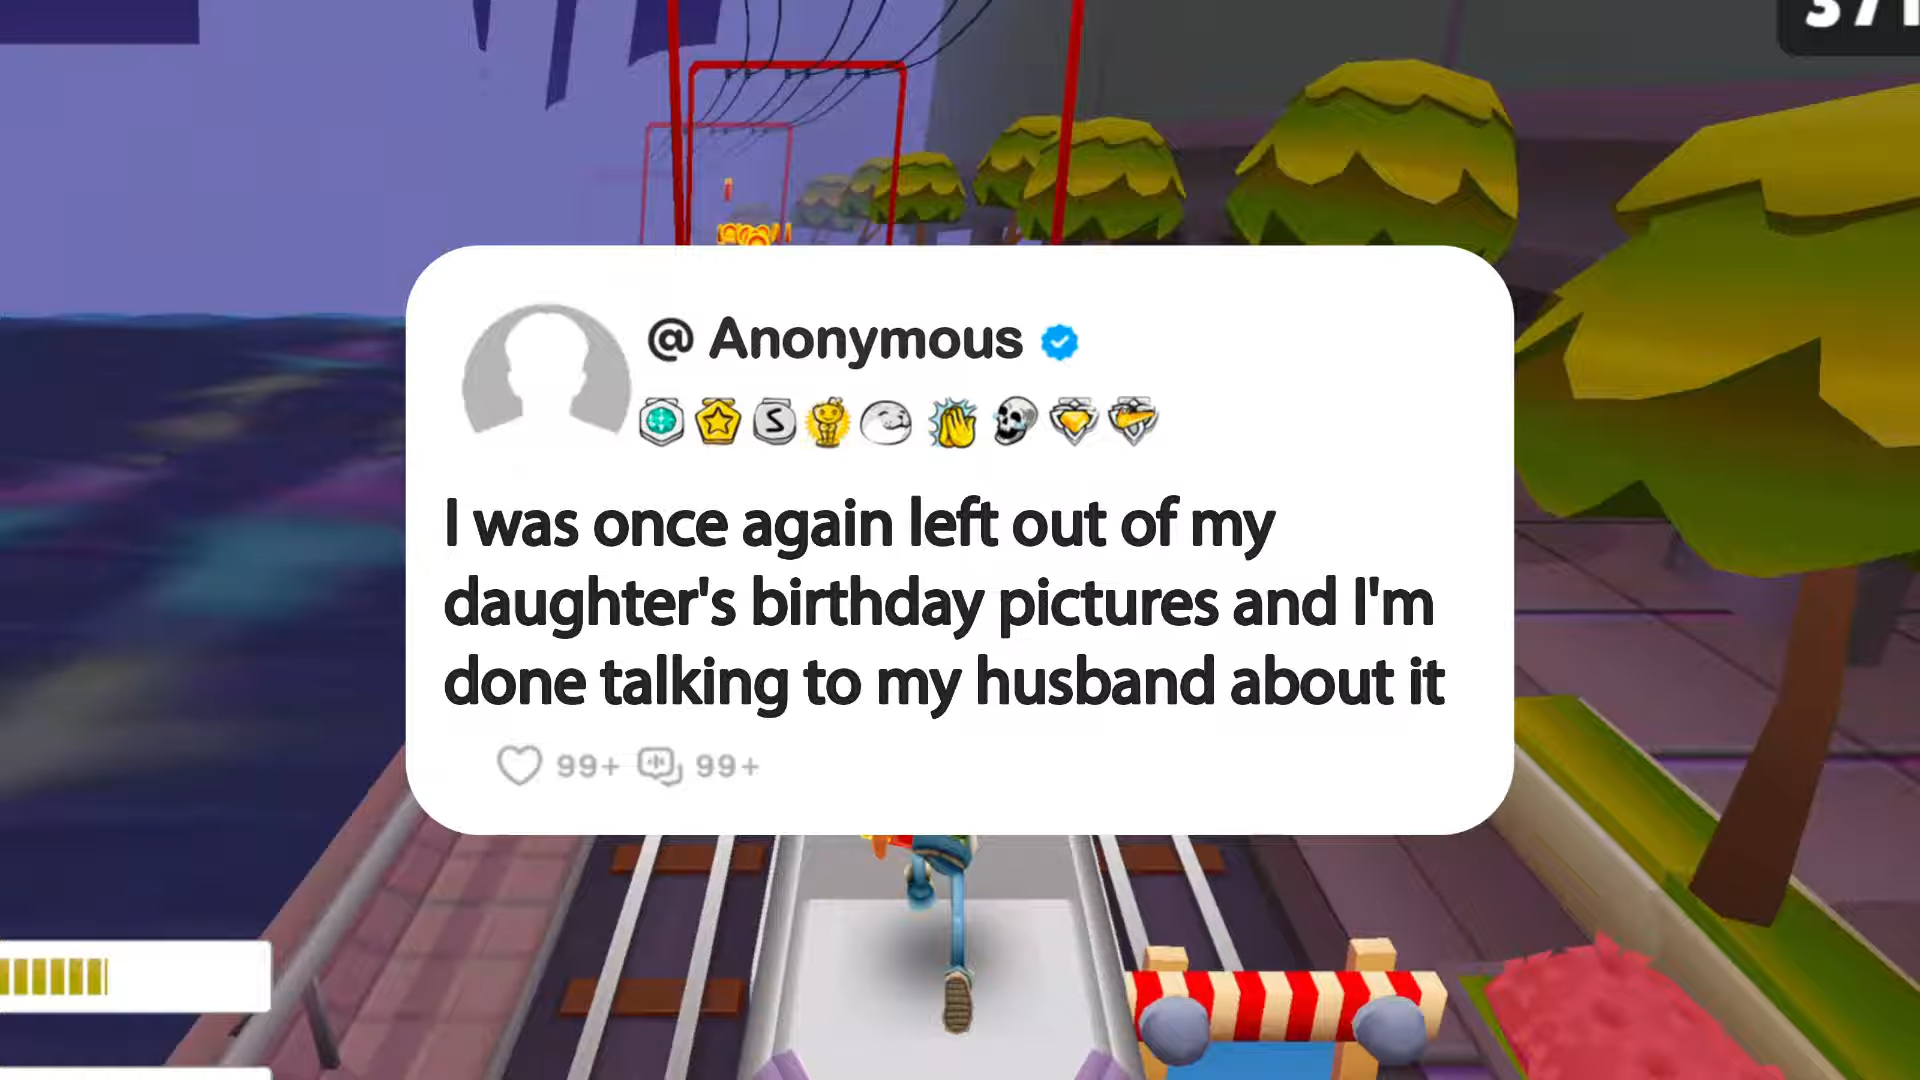 371
@ Anonymous
S
I was once again left out of my
daughter's birthday pictures and I'm
done talking to my husband about it
99+ 99+